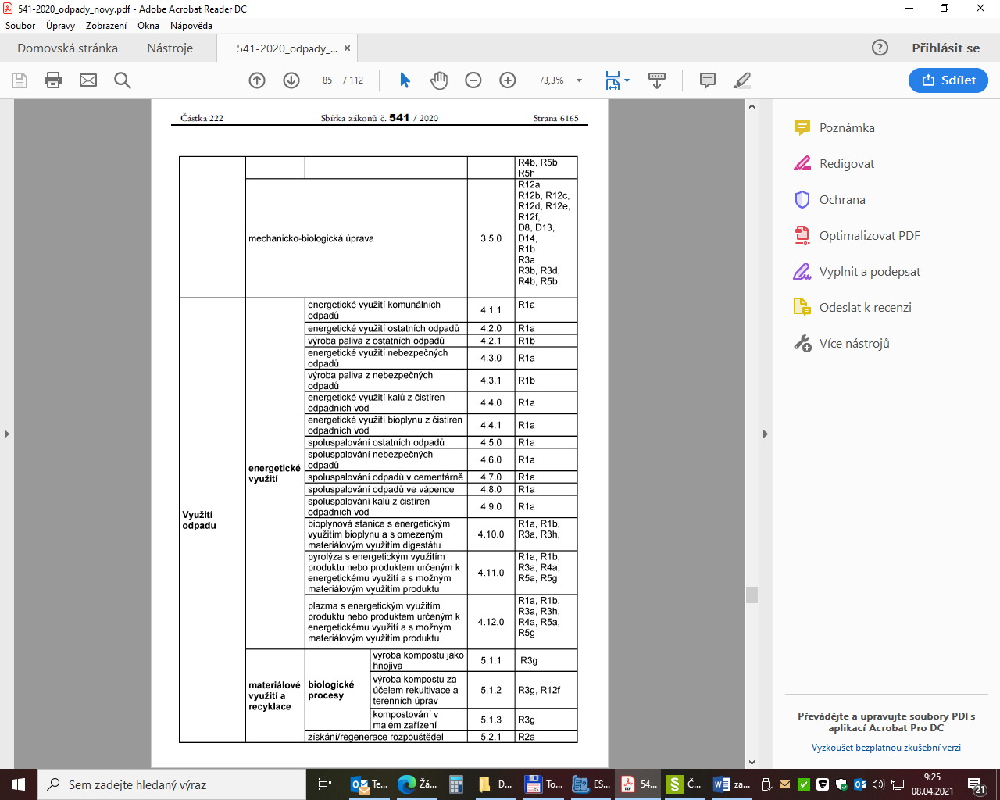 541-2020_odpady_novy.pdf - Adobe Acrobat Reader DC
Soubor Úpravy Zobrazení Okna Nápověda
Domovská stránka Nástroje 541-2020_odpady_... ×
Přihlásit se
85 / 112 73,3% Sdílet
Částka 222 Sbírka zákonů č. 541 / 2020 Strana 6165
R4b, R5b
R5h
mechanicko-biologická úprava 3.5.0
R12a
R12b, R12c,
R12d, R12e,
R12f,
D8, D13,
D14,
R1b
R3a
R3b, R3d,
R4b, R5b
Využití
odpadu
energetické
využití
energetické využití komunálních
odpadů 4.1.1 R1a
energetické využití ostatních odpadů 4.2.0 R1a
výroba paliva z ostatních odpadů 4.2.1 R1b
energetické využití nebezpečných
odpadů 4.3.0 R1a
výroba paliva z nebezpečných
odpadů 4.3.1 R1b
energetické využití kalů z čistíren
odpadních vod 4.4.0 R1a
energetické využití bioplynu z čistíren
odpadních vod 4.4.1 R1a
spoluspalování ostatních odpadů 4.5.0 R1a
spoluspalování nebezpečných
odpadů 4.6.0 R1a
spoluspalování odpadů v cementárně 4.7.0 R1a
spoluspalování odpadů ve vápence 4.8.0 R1a
spoluspalování kalů z čistíren
odpadních vod 4.9.0 R1a
bioplynová stanice s energetickým
využitím bioplynu a s omezeným
materiálovým využitím digestátu 4.10.0
R1a, R1b,
R3a, R3h,
pyrolýza s energetickým využitím
produktu nebo produktem určeným k
energetickému využití a s možným
materiálovým využitím produktu 4.11.0
R1a, R1b,
R3a, R4a,
R5a, R5g
plazma s energetickým využitím
produktu nebo produktem určeným k
energetickému využití a s možným
materiálovým využitím produktu 4.12.0
R1a, R1b,
R3a, R3h,
R4a, R5a,
R5g
materiálové
využití a
recyklace
biologické
procesy
výroba kompostu jako
hnojiva 5.1.1 R3g
výroba kompostu za
účelem rekultivace a
terénních úprav 5.1.2 R3g, R12f
kompostování v
malém zařízení 5.1.3 R3g
získání/regenerace rozpouštědel 5.2.1 R2a
Poznámka
Redigovat
Ochrana
Optimalizovat PDF
Vyplnit a podepsat
Odeslat k recenzi
Více nástrojů
Převádějte a upravujte soubory PDFs
aplikací Acrobat Pro DC
Vyzkoušet bezplatnou zkušební verzi
Sem zadejte hledaný výraz
Te... Žá... D... To... ES... 54... Č... za...
9:25
08.04.2021
21